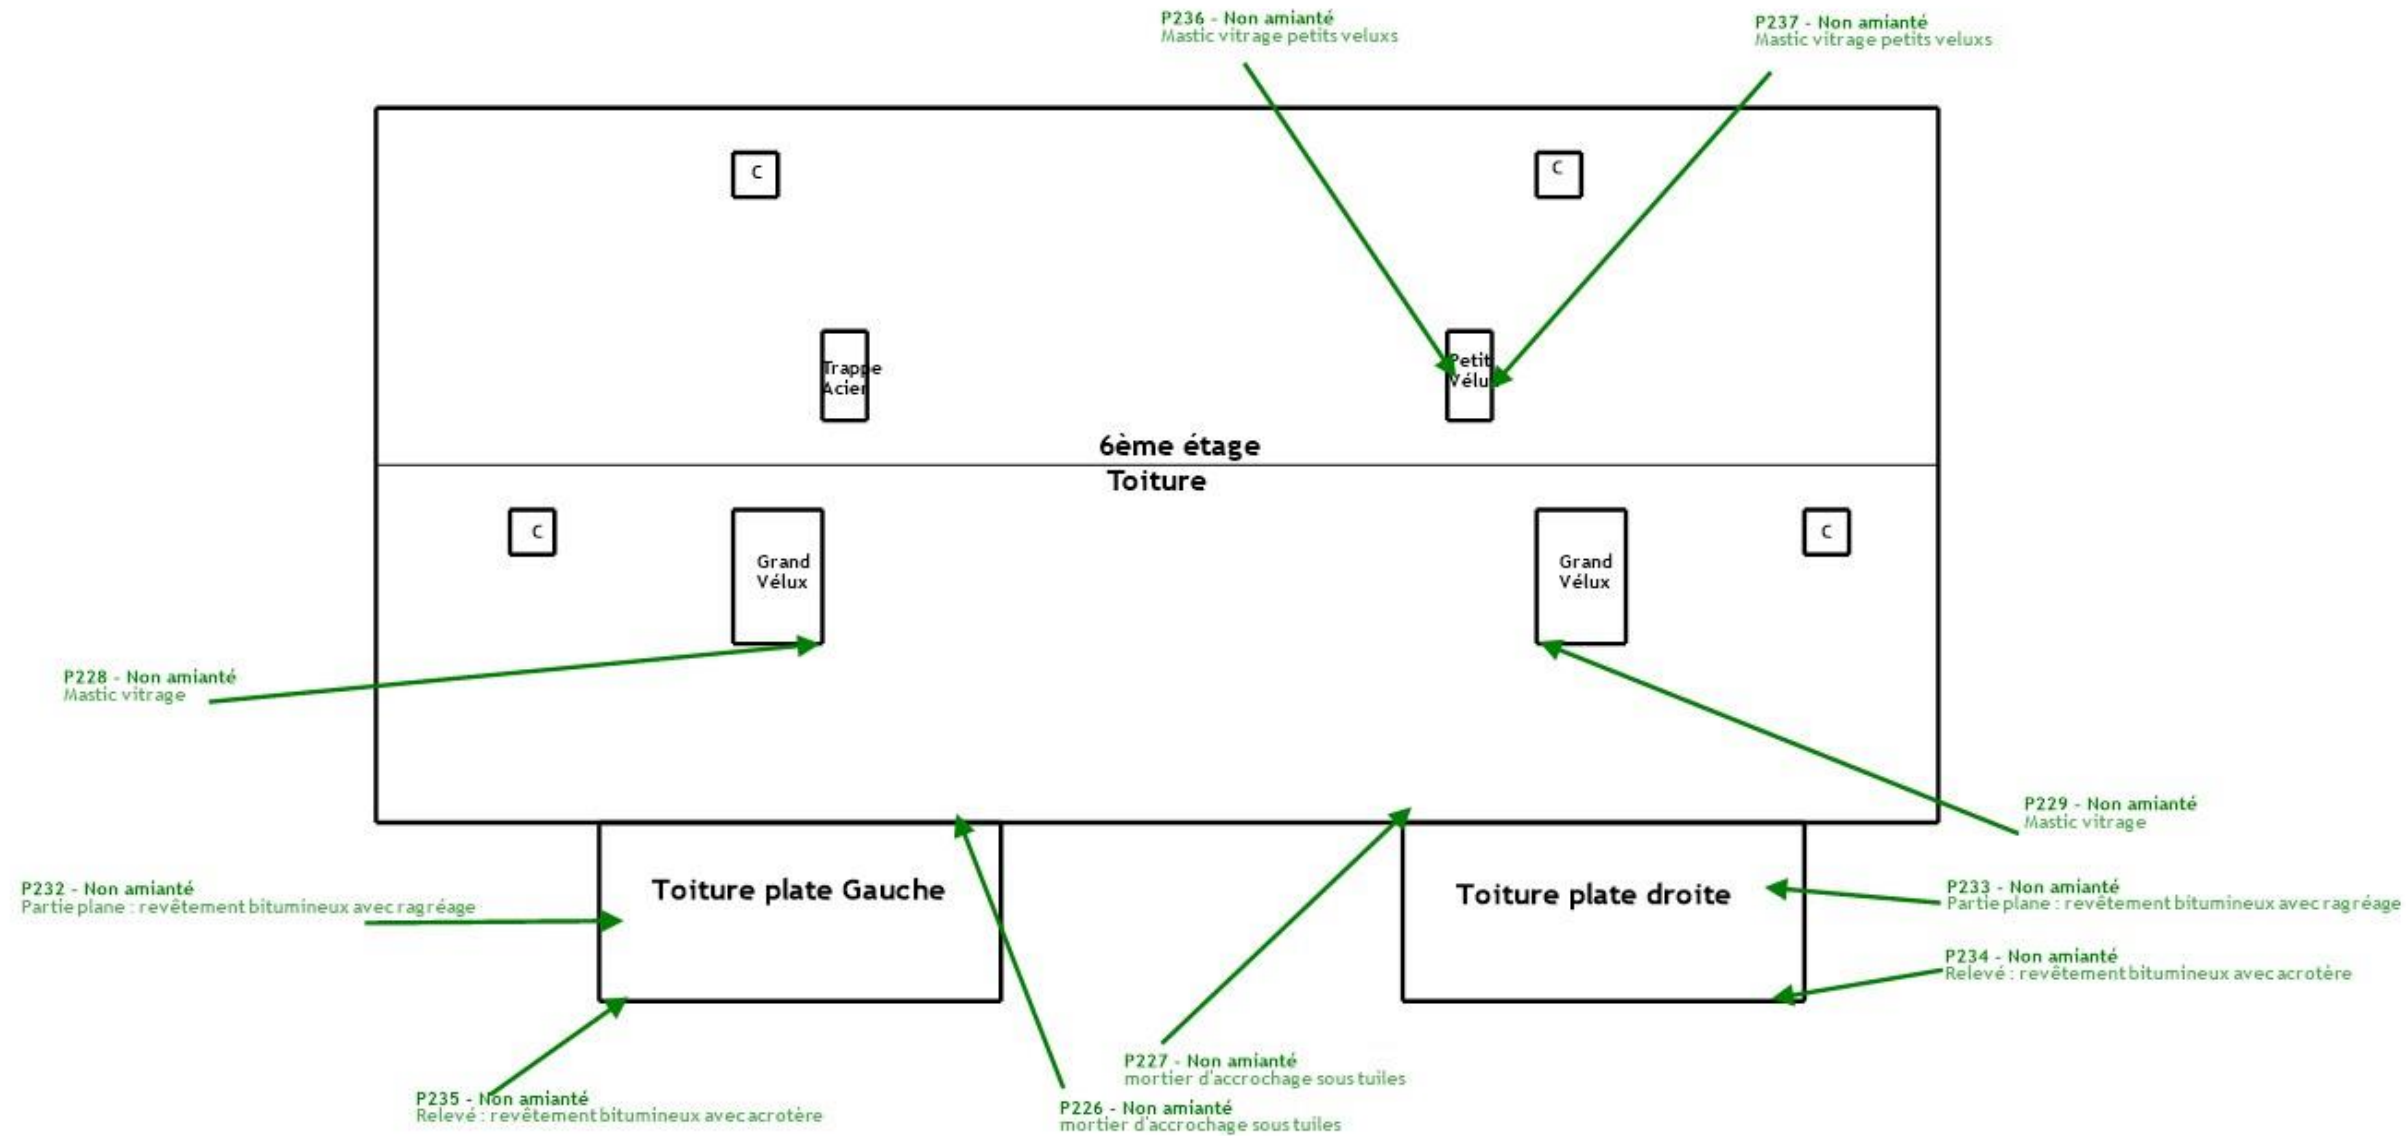 P236 - Non amianté
Mastic vitrage petits veluxs
P237 - Non amianté
Mastic vitrage petits veluxs
C
C
Trappe
Acier
Petit
Vélu
6ème étage
Toiture
C
Grand
Vélux
Grand
Vélux
C
P228 - Non amianté
Mastic vitrage
P229 - Non amianté
Mastic vitrage
Toiture plate Gauche
Toiture plate droite
P232 - Non amianté
Partie plane : revêtement bitumineux avec ragréage
P233 - Non amianté
Partie plane : revêtement bitumineux avec ragréage
P234 - Non amianté
Relevé : revêtement bitumineux avec acrotère
P227 - Non amianté
mortier d'accrochage sous tuiles
P235 - Non amianté
Relevé : revêtement bitumineux avec acrotère
P226 - Non amianté
mortier d'accrochage sous tuiles